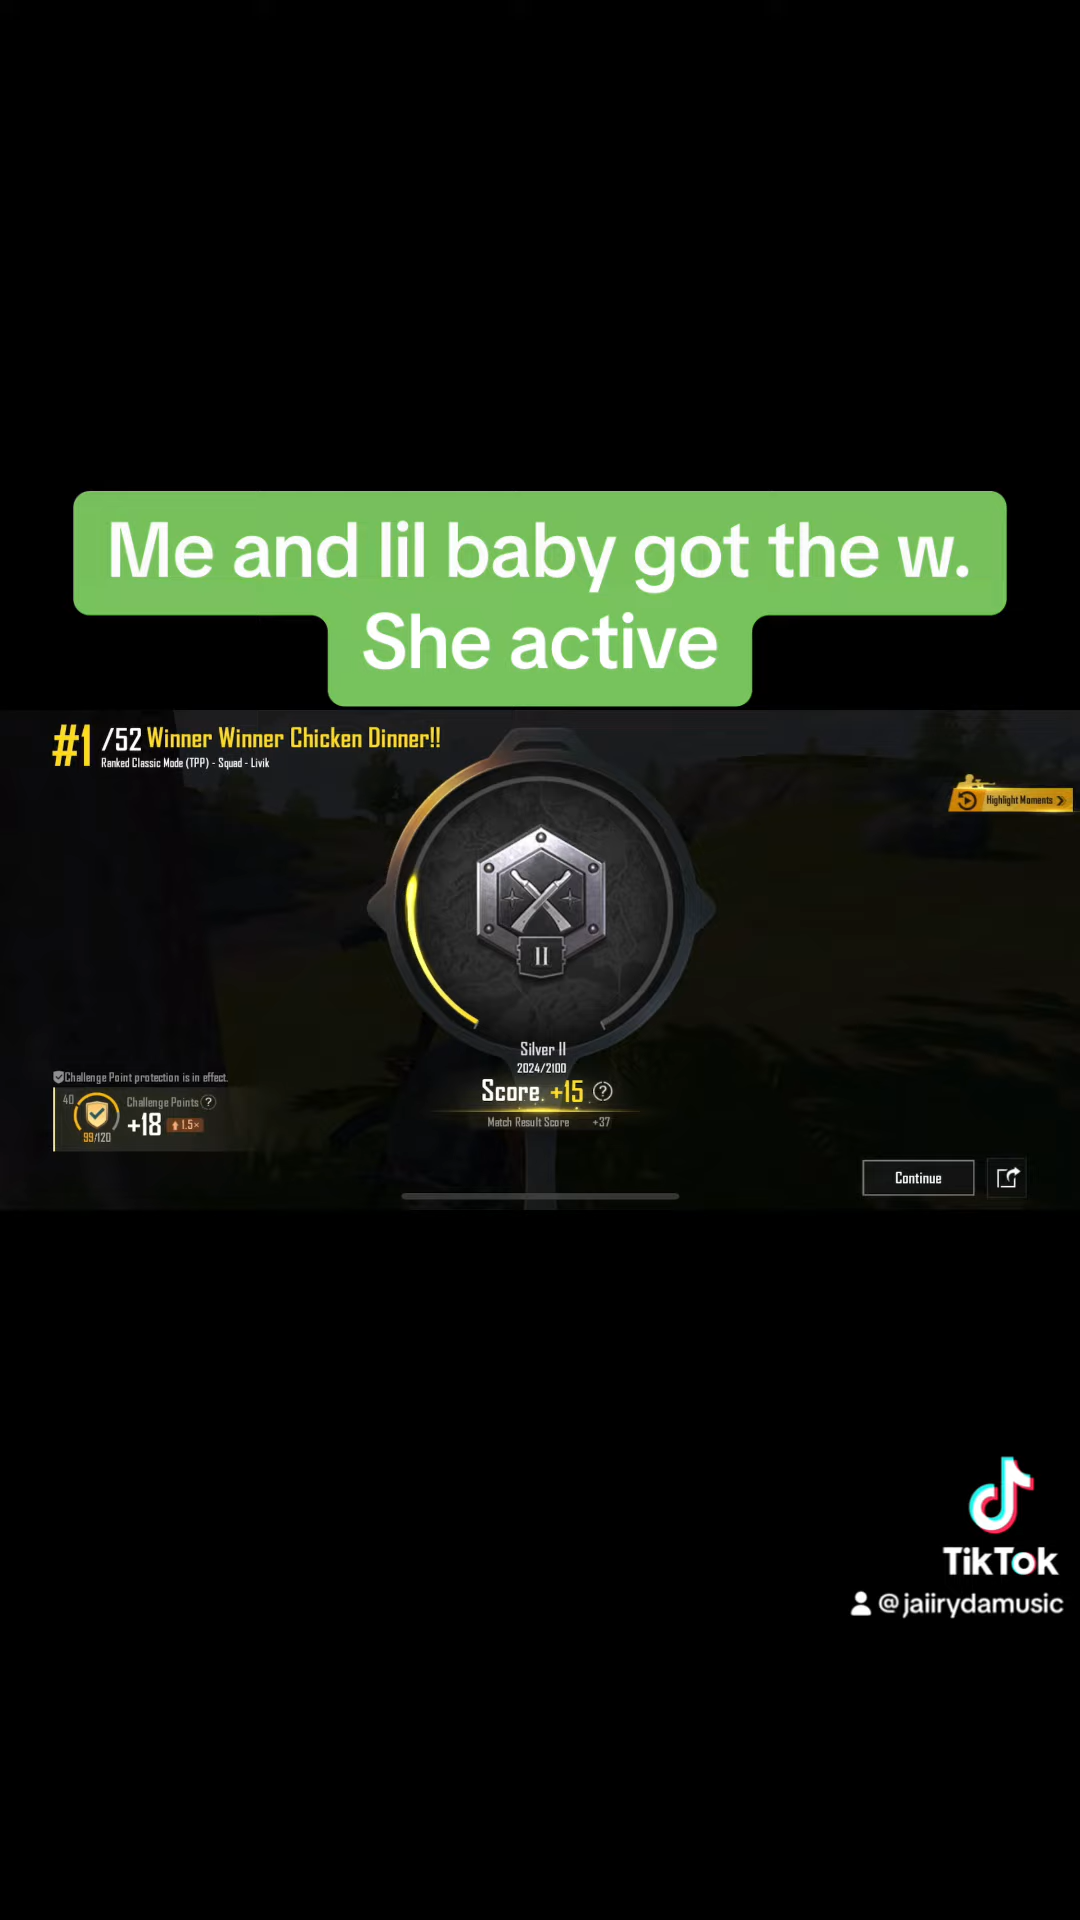 Me and lil baby got the w.
She active
#1 /52 Winner Winner Chicken Dinner!!
Ranked Classic Mode (TPP) - Squad - Livik
Highlight Moments
II
Silver II
2024/2100
Score. +15 ?
Match Result Score +37
Challenge Point protection is in effect.
40
Challenge Points ?
+18 1.5×
99/120
Continue
TikTok
@jaiirydamusic